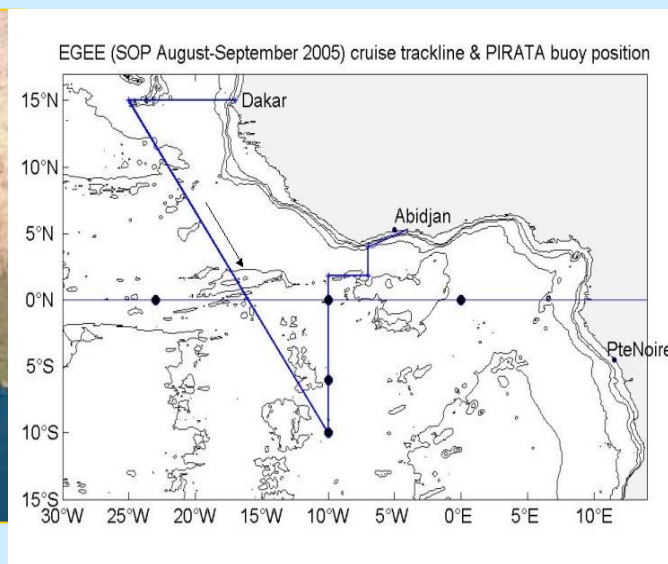 EGEE (SOP August-September 2005) cruise trackline & PIRATA buoy position
15°N
Dakar
10°N
Abidjan
5°N
0°N
PteNoire
5°S
10°S
15°S
30°W 25°W 20°W 15°W 10°W 5°W 0°E 5°E 10°E